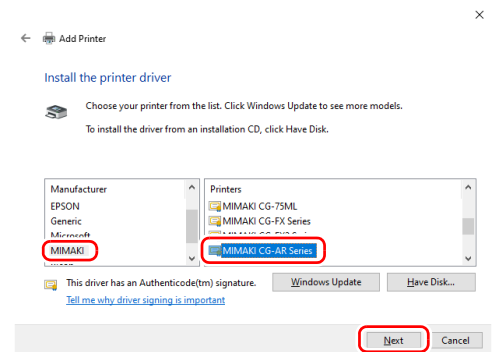 Add Printer
Install the printer driver
Choose your printer from the list. Click Windows Update to see more models.
To install the driver from an installation CD, click Have Disk.
Manufacturer
EPSON
Generic
Microsoft
MIMAKI
Printers
MIMAKI CG-75ML
MIMAKI CG-FX Series
MIMAKI CG-AR Series
This driver has an Authenticode(tm) signature.
Tell me why driver signing is important
Windows Update
Have Disk...
Next
Cancel